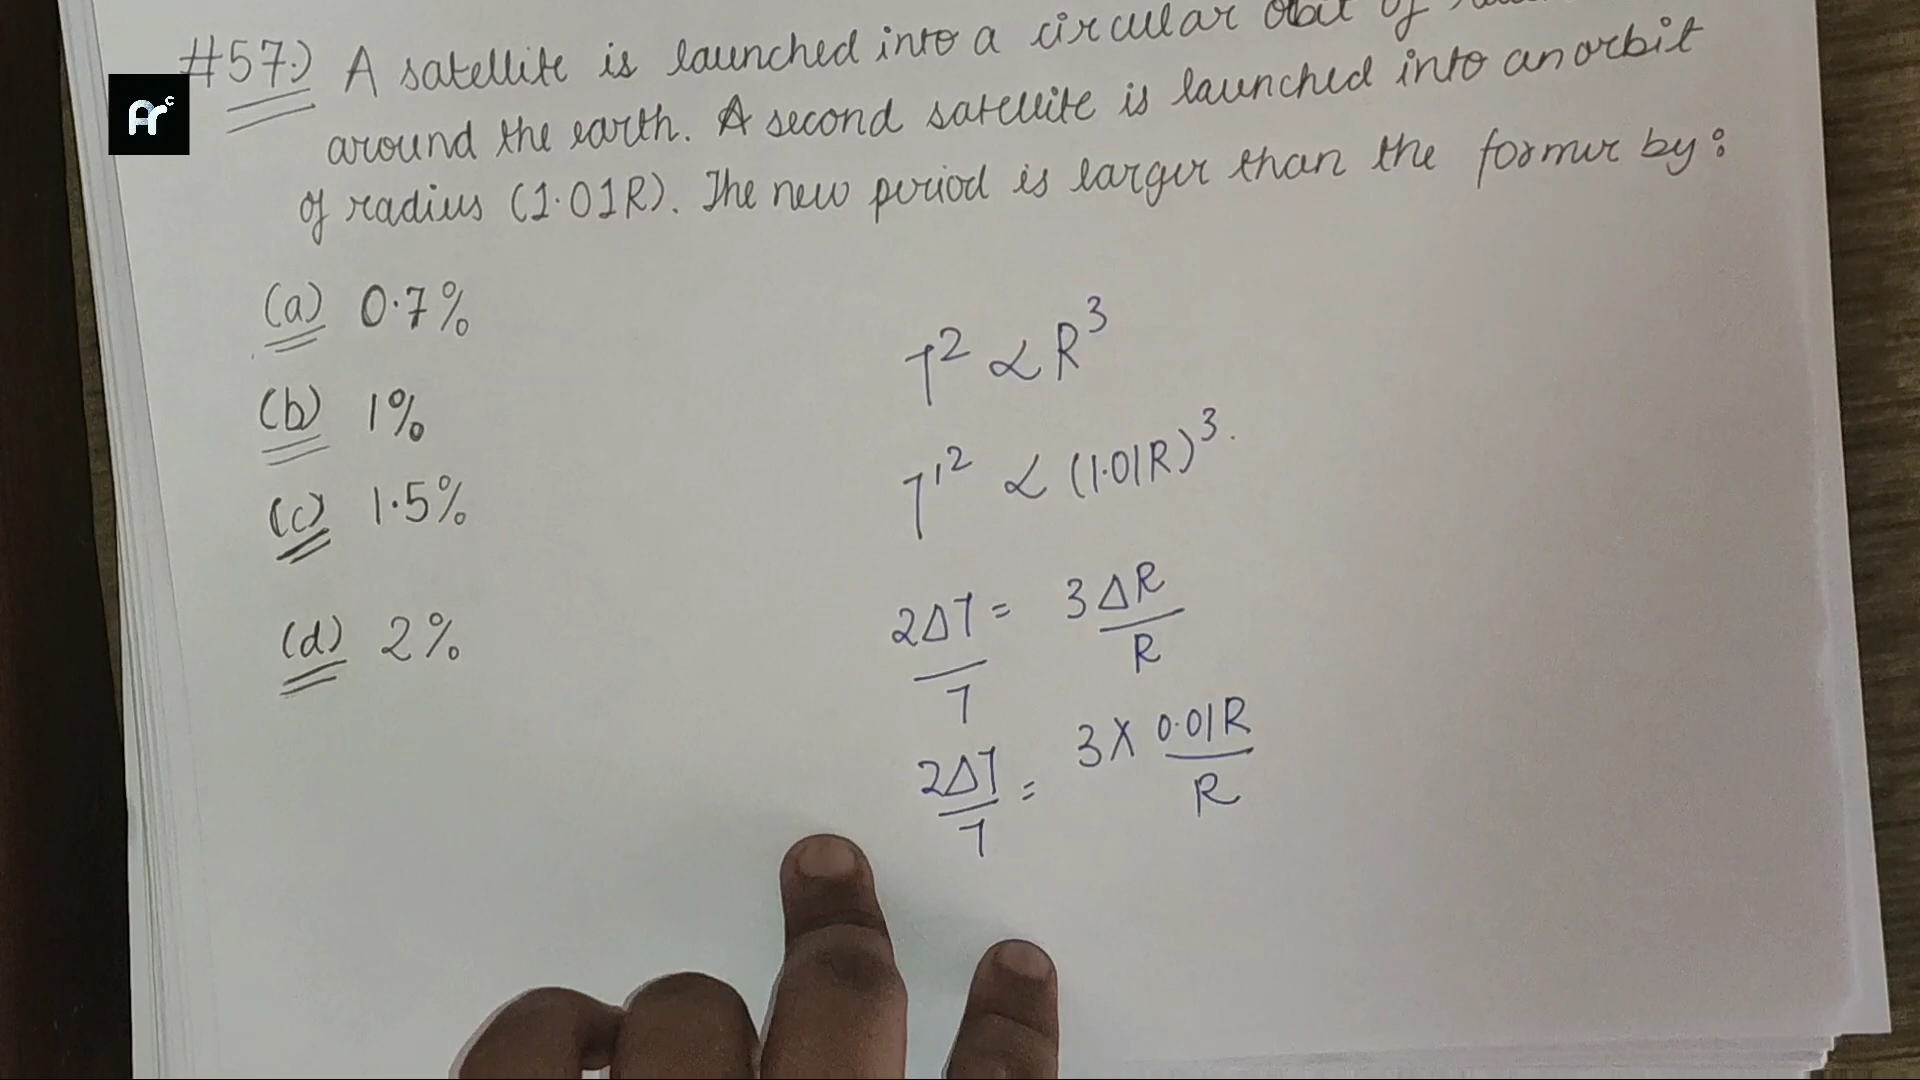 #57:) A satellite is launched into a circular orbit of
around the earth. A second satellite is launched into an orbit
of radius (1.01R). The new period is larger than the former by:
(a) 0.7%
(b) 1%
(c) 1.5%
(d) 2%
T² ∝ R³
T'² ∝ (1.01R)³.
2ΔT/T = 3ΔR/R
2ΔT/T = 3 × 0.01R/R